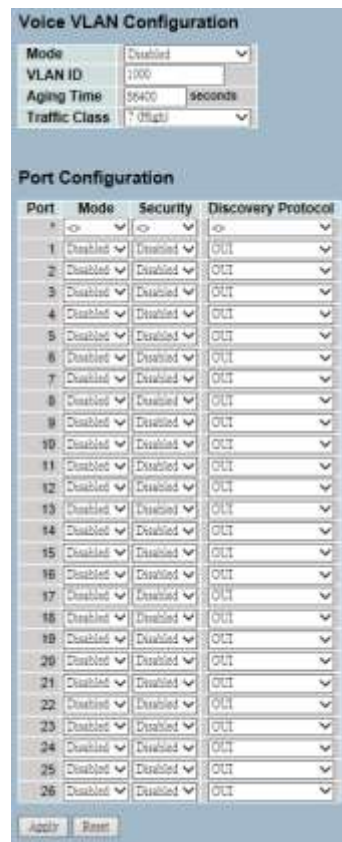 Voice VLAN Configuration
Mode Disabled
VLAN ID 1000
Aging Time 86400 seconds
Traffic Class 7 (High)
Port Configuration
Port Mode Security Discovery Protocol
* <> <> <>
1 Disabled Disabled OUI
2 Disabled Disabled OUI
3 Disabled Disabled OUI
4 Disabled Disabled OUI
5 Disabled Disabled OUI
6 Disabled Disabled OUI
7 Disabled Disabled OUI
8 Disabled Disabled OUI
9 Disabled Disabled OUI
10 Disabled Disabled OUI
11 Disabled Disabled OUI
12 Disabled Disabled OUI
13 Disabled Disabled OUI
14 Disabled Disabled OUI
15 Disabled Disabled OUI
16 Disabled Disabled OUI
17 Disabled Disabled OUI
18 Disabled Disabled OUI
19 Disabled Disabled OUI
20 Disabled Disabled OUI
21 Disabled Disabled OUI
22 Disabled Disabled OUI
23 Disabled Disabled OUI
24 Disabled Disabled OUI
25 Disabled Disabled OUI
26 Disabled Disabled OUI
Apply Reset